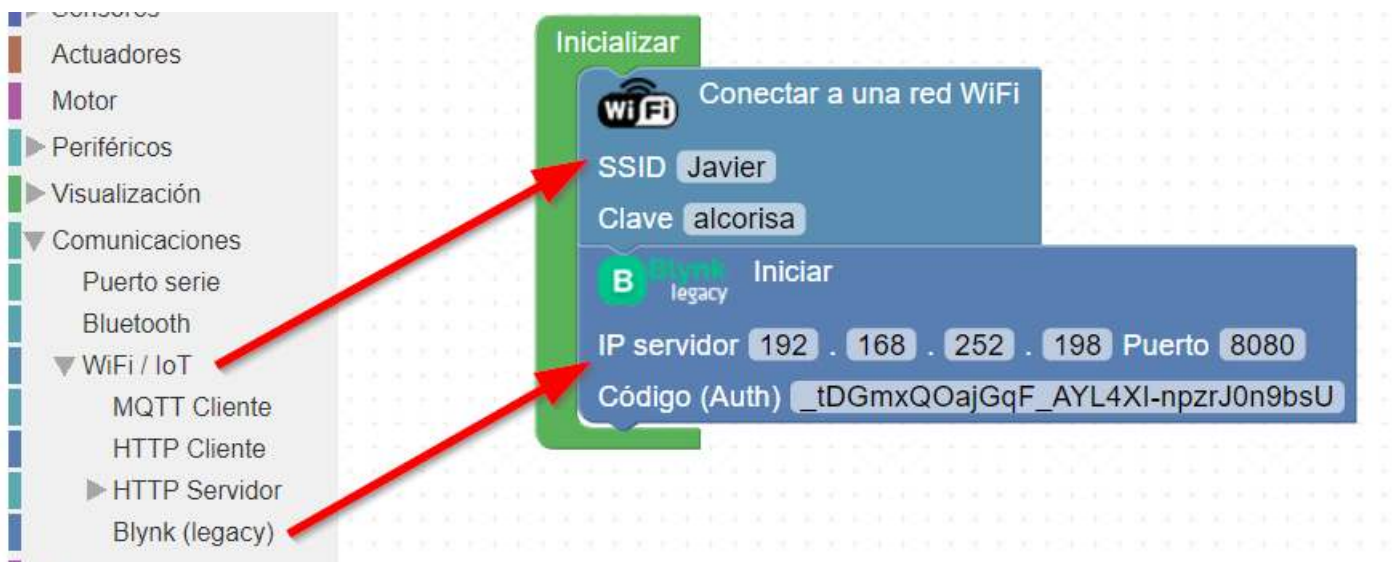 Sensores
Actuadores
Motor
Periféricos
Visualización
Comunicaciones
Puerto serie
Bluetooth
WiFi / IoT
MQTT Cliente
HTTP Cliente
HTTP Servidor
Blynk (legacy)
Inicializar
WiFi Conectar a una red WiFi
SSID Javier
Clave alcorisa
B Blynk legacy Iniciar
IP servidor 192 . 168 . 252 . 198 Puerto 8080
Código (Auth) _tDGmxQOajGqF_AYL4XI-npzrJ0n9bsU